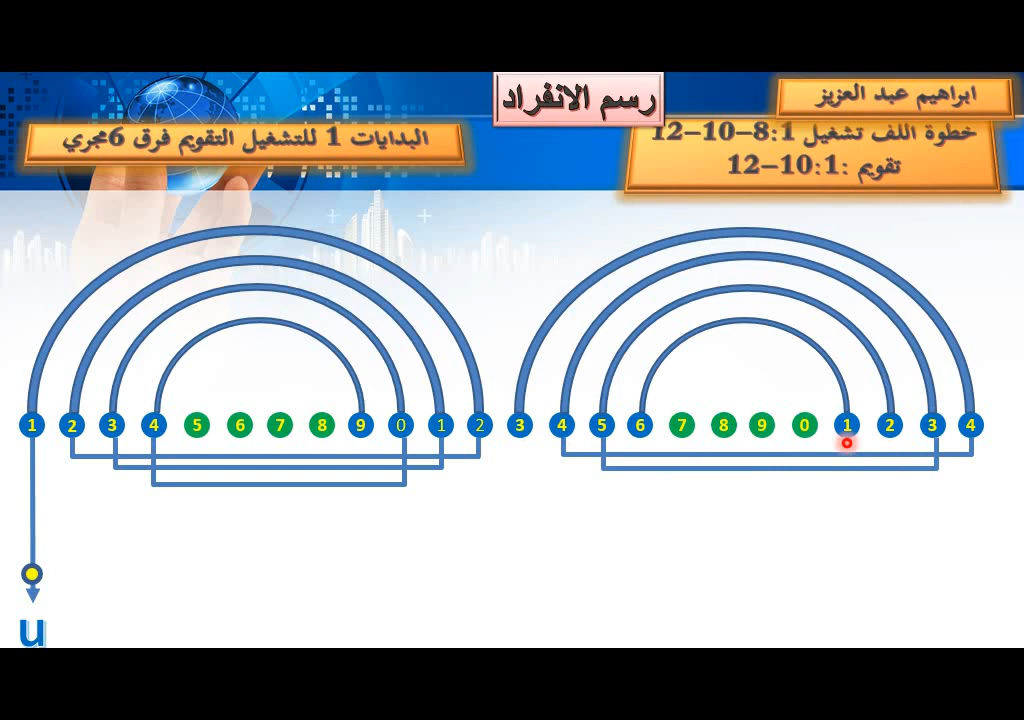 رسم الانفراد
ابراهيم عبد العزيز
خطوة اللف تشغيل 1:8–10–12
تقويم :1:10–12
البدايات 1 للتشغيل التقويم فرق 6مجري
1 2 3 4 5 6 7 8 9 0 1 2 3 4 5 6 7 8 9 0 1 2 3 4
u